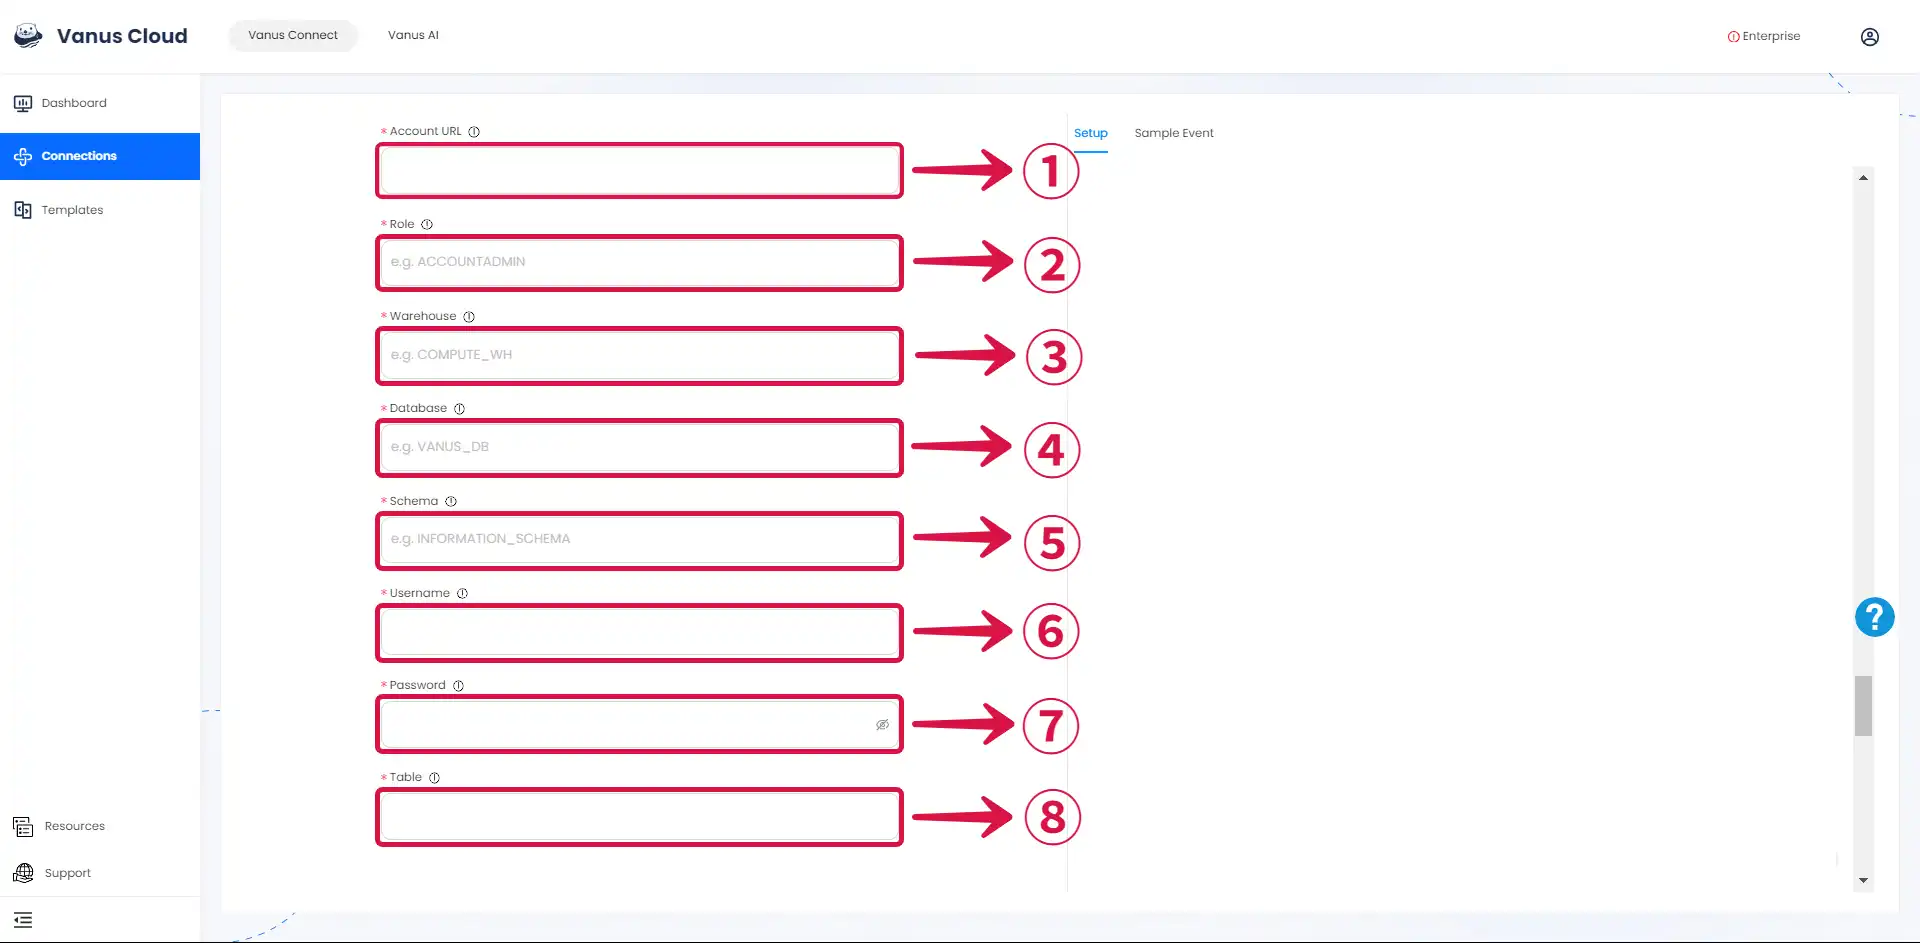 Vanus Cloud
Vanus Connect
Vanus AI
Enterprise
Dashboard
Connections
Templates
Resources
Support
* Account URL
1
* Role
e.g. ACCOUNTADMIN
2
* Warehouse
e.g. COMPUTE_WH
3
* Database
e.g. VANUS_DB
4
* Schema
e.g. INFORMATION_SCHEMA
5
* Username
6
* Password
7
* Table
8
Setup
Sample Event
?